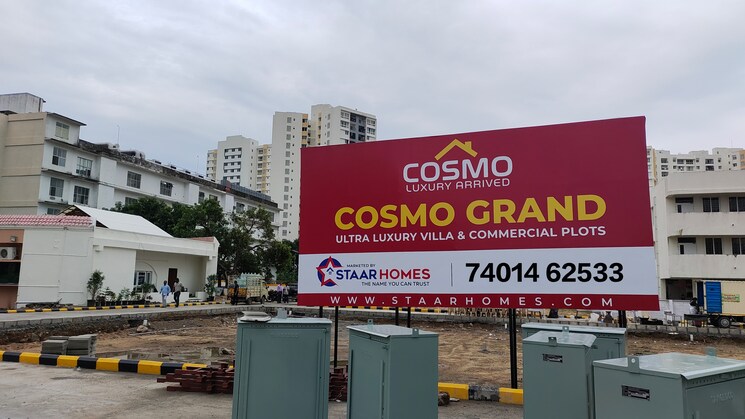 COSMO
LUXURY ARRIVED
COSMO GRAND
ULTRA LUXURY VILLA & COMMERCIAL PLOTS
MARKETED BY
STAAR HOMES
THE NAME YOU CAN TRUST
74014 62533
WWW.STAARHOMES.COM